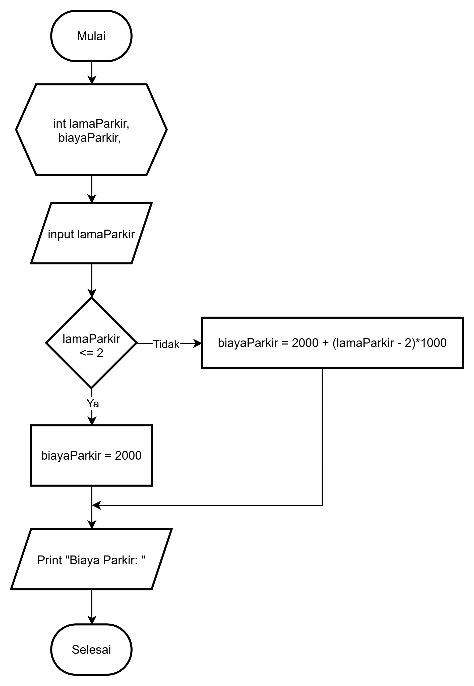 Mulai
int lamaParkir,
biayaParkir,
input lamaParkir
lamaParkir
<= 2
Tidak
biayaParkir = 2000 + (lamaParkir - 2)*1000
Ya
biayaParkir = 2000
Print "Biaya Parkir: "
Selesai